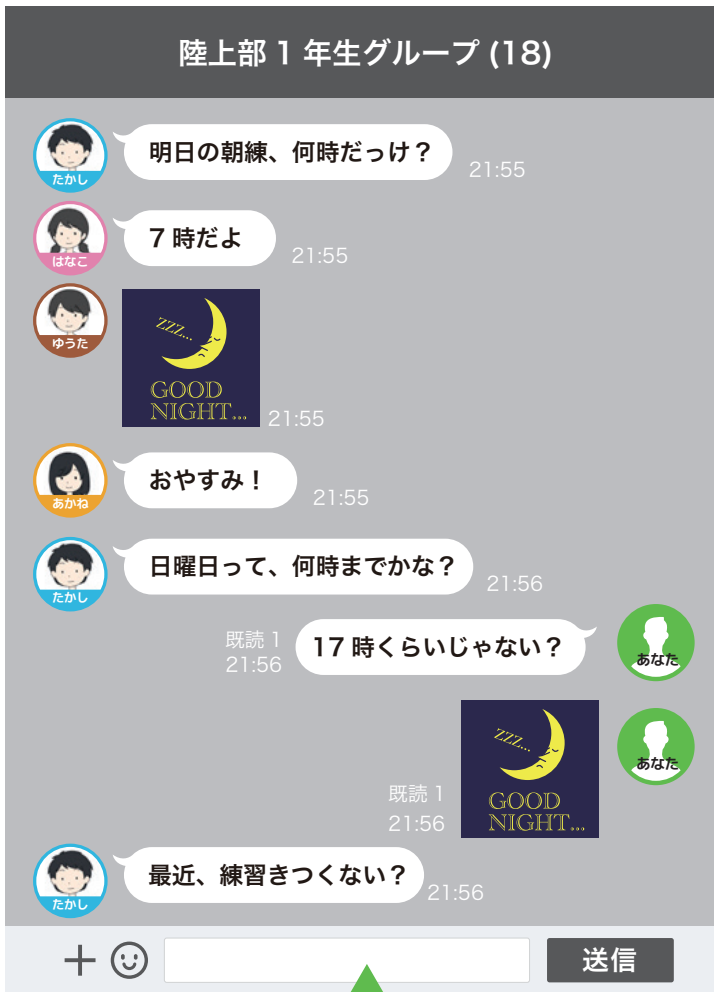 陸上部 1 年生グループ (18)
たかし
明日の朝練、何時だっけ？
21:55
はなこ
7 時だよ
21:55
ゆうた
ZZZ...
GOOD
NIGHT...
21:55
あかね
おやすみ！
21:55
たかし
日曜日って、何時までかな？
21:56
既読 1
21:56
17 時くらいじゃない？
あなた
ZZZ...
GOOD
NIGHT...
既読 1
21:56
あなた
たかし
最近、練習きつくない？
21:56
送信